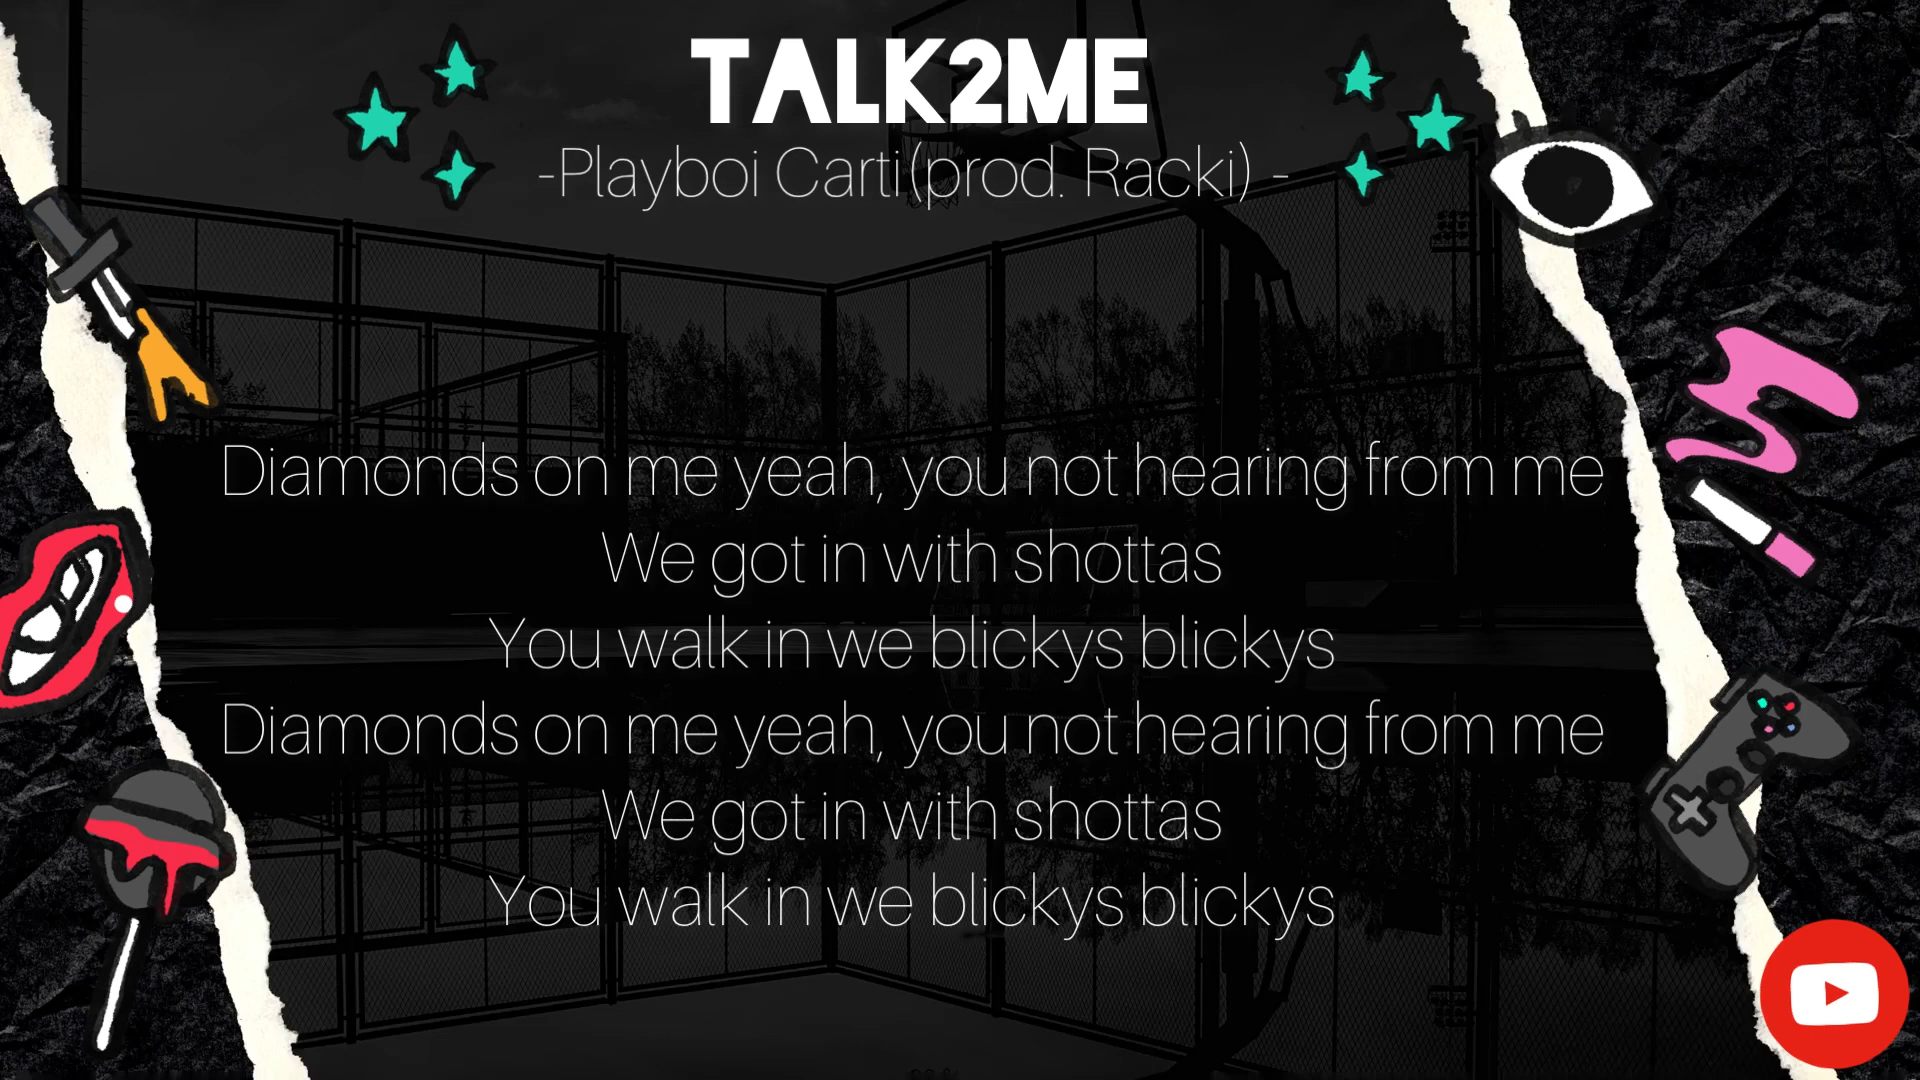 TALK2ME
-Playboi Carti(prod. Racki) -
Diamonds on me yeah, you not hearing from me
We got in with shottas
You walk in we blickys blickys
Diamonds on me yeah, you not hearing from me
We got in with shottas
You walk in we blickys blickys